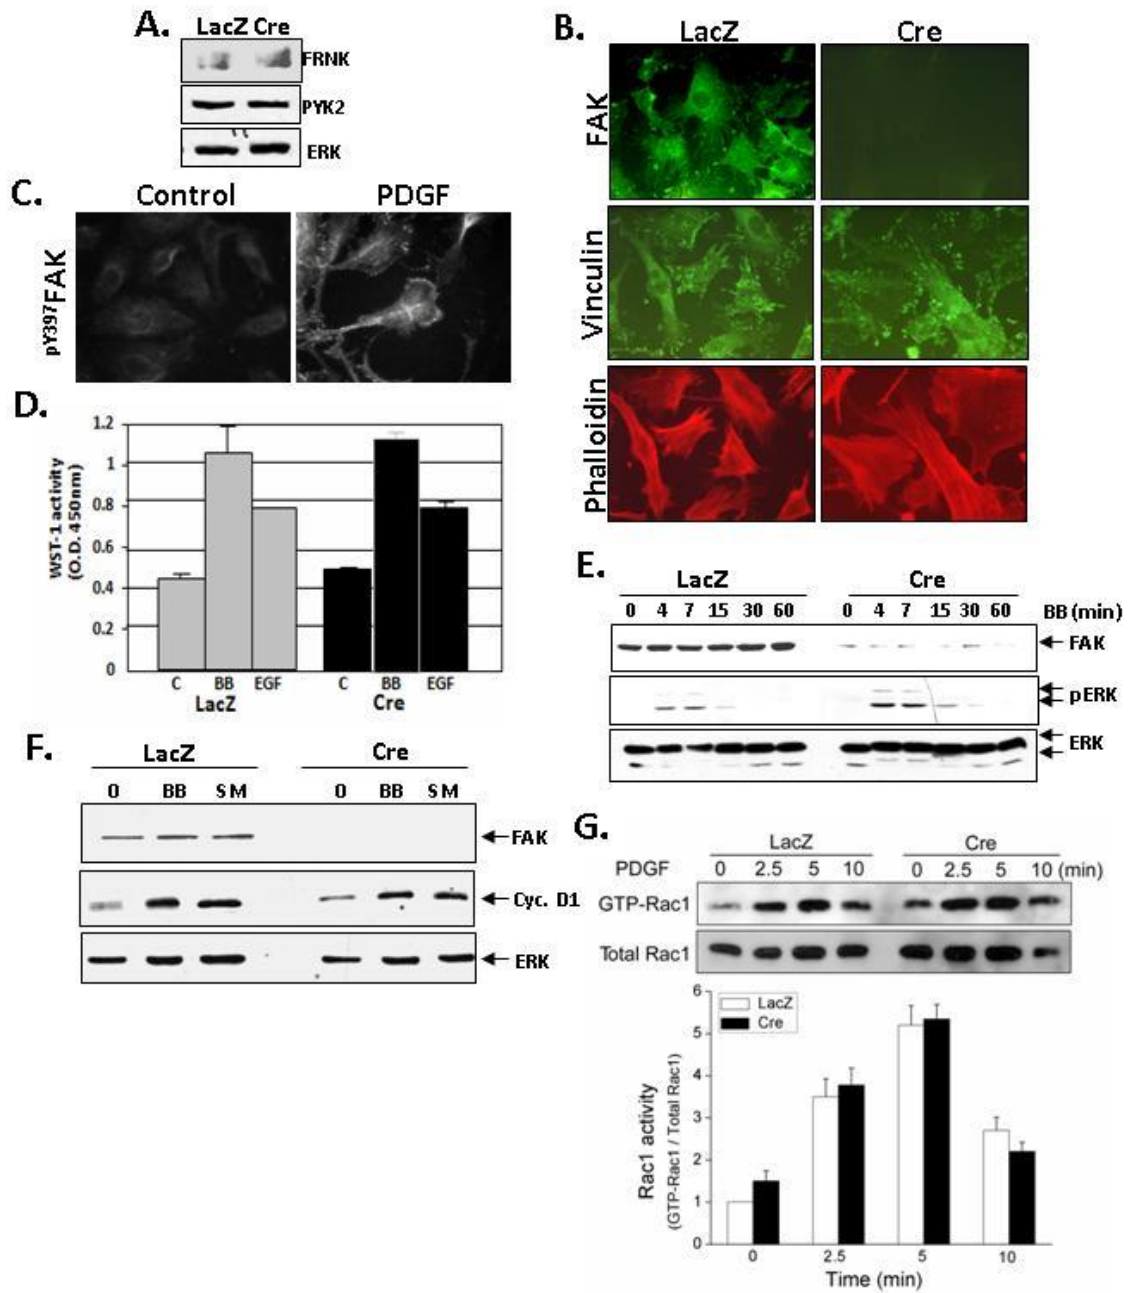 A.
LacZ Cre
FRNK
PYK2
ERK
B.
LacZ Cre
FAK
Vinculin
Phalloidin
C.
Control PDGF
pY397FAK
D.
WST-1 activity
(O.D. 450nm)
1.2
1
0.8
0.6
0.4
0.2
0
C BB EGF C BB EGF
LacZ Cre
E.
LacZ Cre
0 4 7 15 30 60 0 4 7 15 30 60 BB (min)
FAK
pERK
ERK
F.
LacZ Cre
0 BB SM 0 BB SM
FAK
Cyc. D1
ERK
G.
LacZ Cre
PDGF 0 2.5 5 10 0 2.5 5 10 (min)
GTP-Rac1
Total Rac1
Rac1 activity
(GTP-Rac1 / Total Rac1)
6
5
4
3
2
1
0
LacZ
Cre
0 2.5 5 10
Time (min)